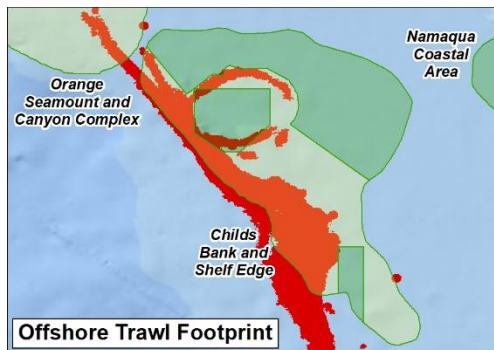 Namaqua
Coastal
Area
Orange
Seamount and
Canyon Complex
Childs
Bank and
Shelf Edge
Offshore Trawl Footprint